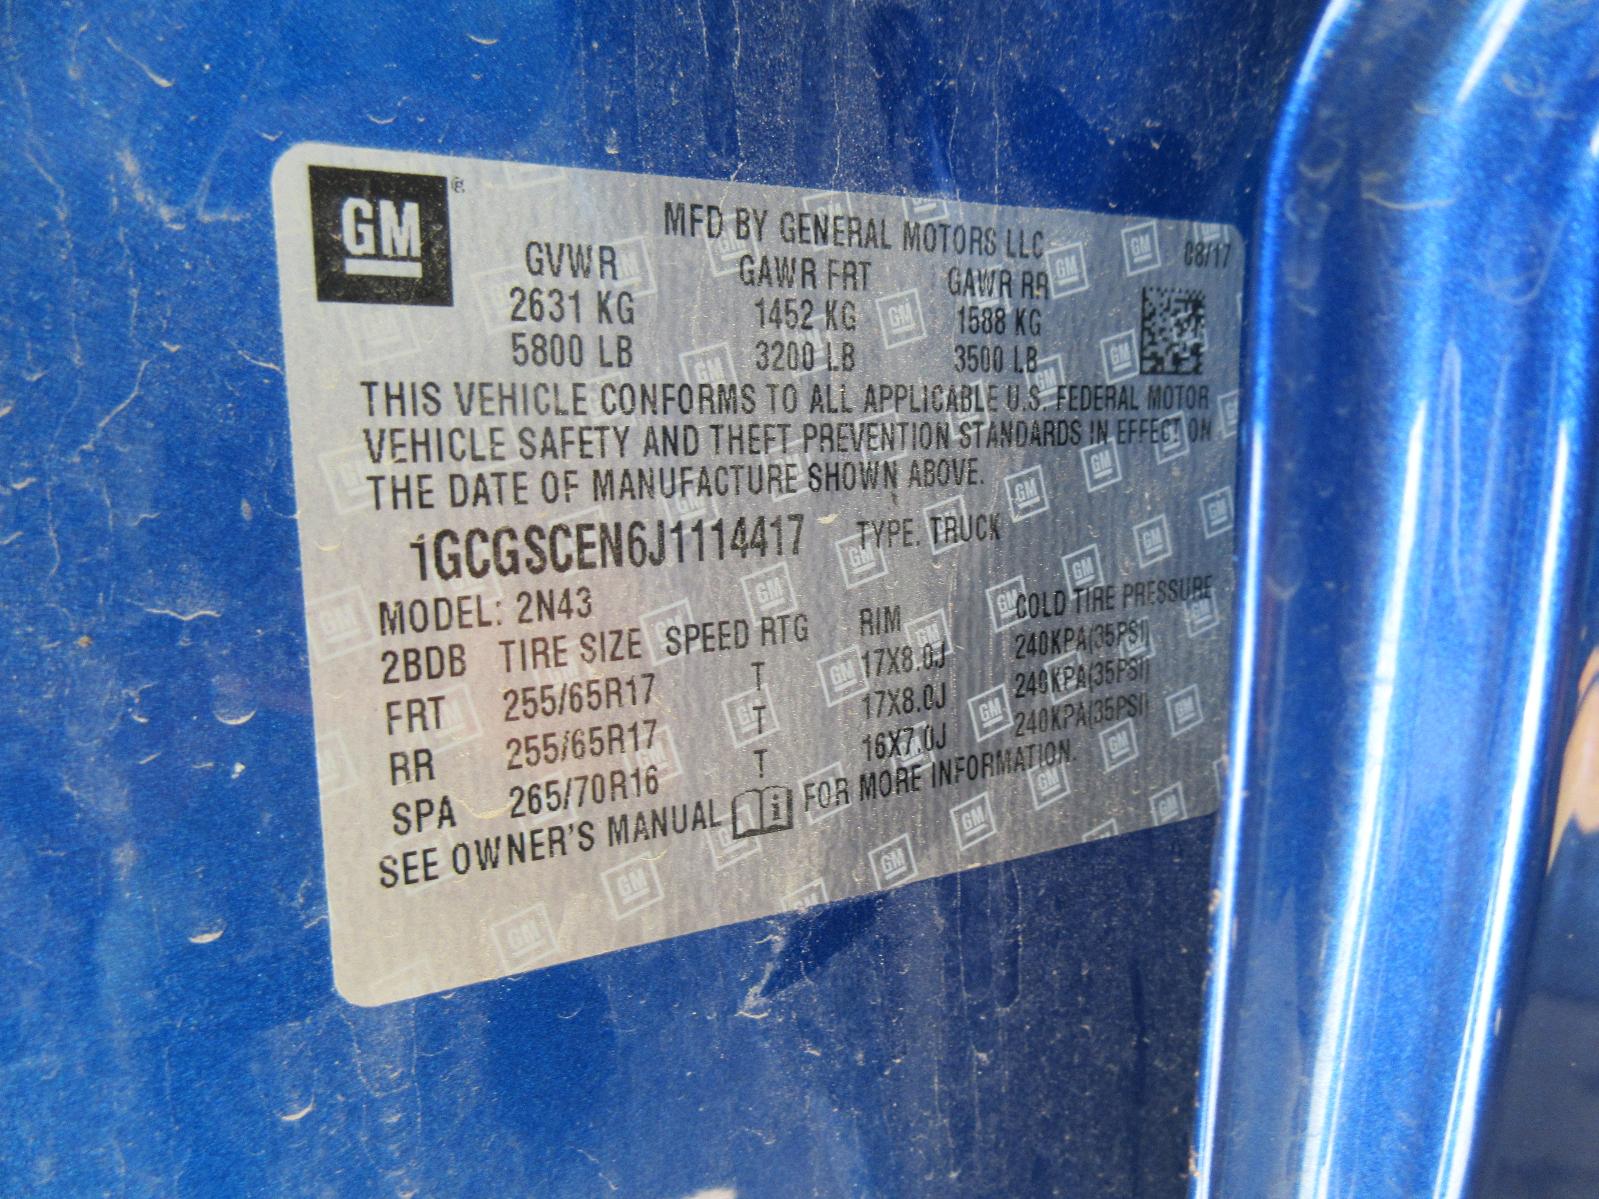 GM
MFD BY GENERAL MOTORS LLC 08/17
GVWR GAWR FRT GAWR RR
2631 KG 1452 KG 1588 KG
5800 LB 3200 LB 3500 LB
THIS VEHICLE CONFORMS TO ALL APPLICABLE U.S. FEDERAL MOTOR
VEHICLE SAFETY AND THEFT PREVENTION STANDARDS IN EFFECT ON
THE DATE OF MANUFACTURE SHOWN ABOVE.
1GCGSCEN6J1114417 TYPE: TRUCK
MODEL: 2N43
2BDB TIRE SIZE SPEED RTG RIM COLD TIRE PRESSURE
FRT 255/65R17 T 17X8.0J 240KPA(35PSI)
RR 255/65R17 T 17X8.0J 240KPA(35PSI)
SPA 265/70R16 T 16X7.0J 240KPA(35PSI)
SEE OWNER'S MANUAL FOR MORE INFORMATION.